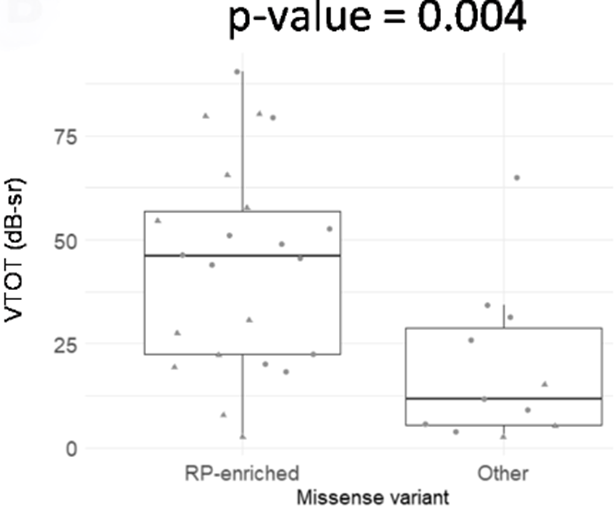 p-value = 0.004
VTOT (dB-sr)
75
50
25
0
RP-enriched
Other
Missense variant